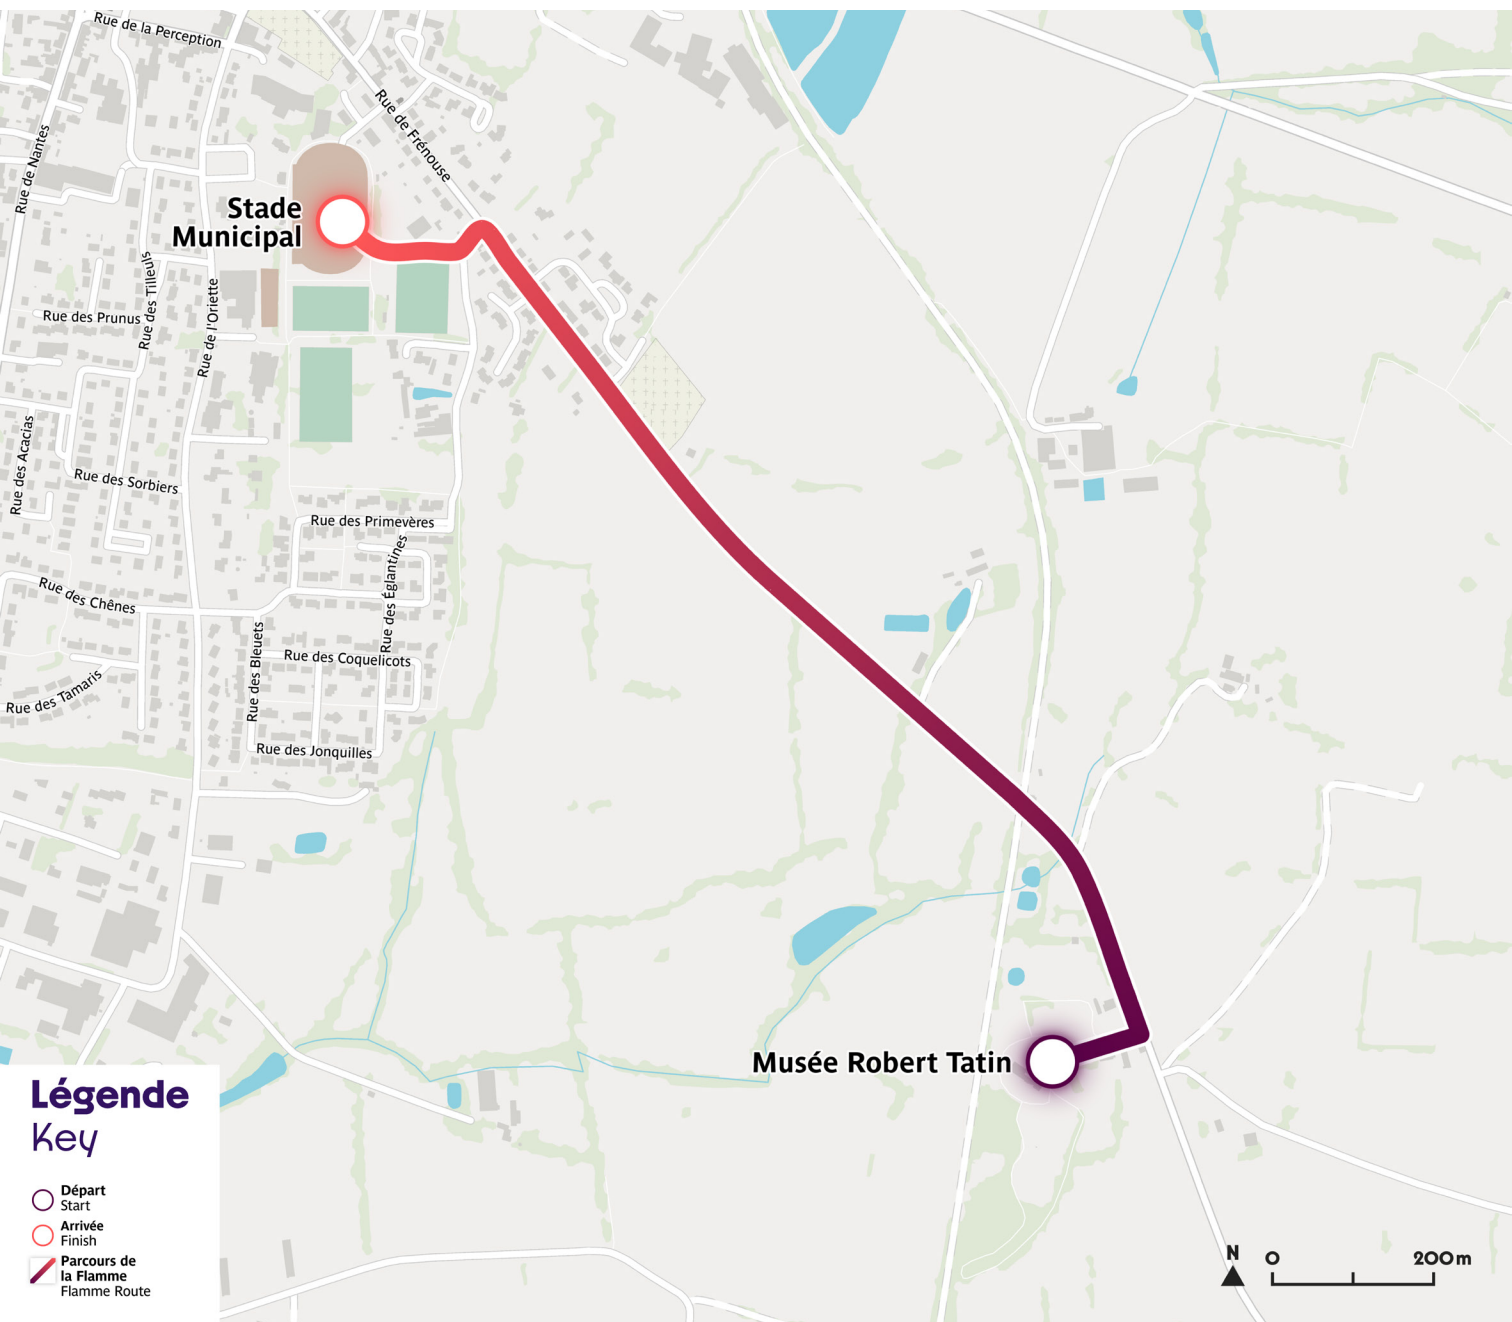 Rue de la Perception
Rue de Frénouse
Rue de Nantes
Stade
Municipal
Rue des Tilleuls
Rue de l'Oriette
Rue des Prunus
Rue des Acacias
Rue des Sorbiers
Rue des Primevères
Rue des Églantines
Rue des Chênes
Rue des Bleuets
Rue des Coquelicots
Rue des Tamaris
Rue des Jonquilles
Musée Robert Tatin
Légende
Key
Départ
Start
Arrivée
Finish
Parcours de
la Flamme
Flamme Route
N
0 200m